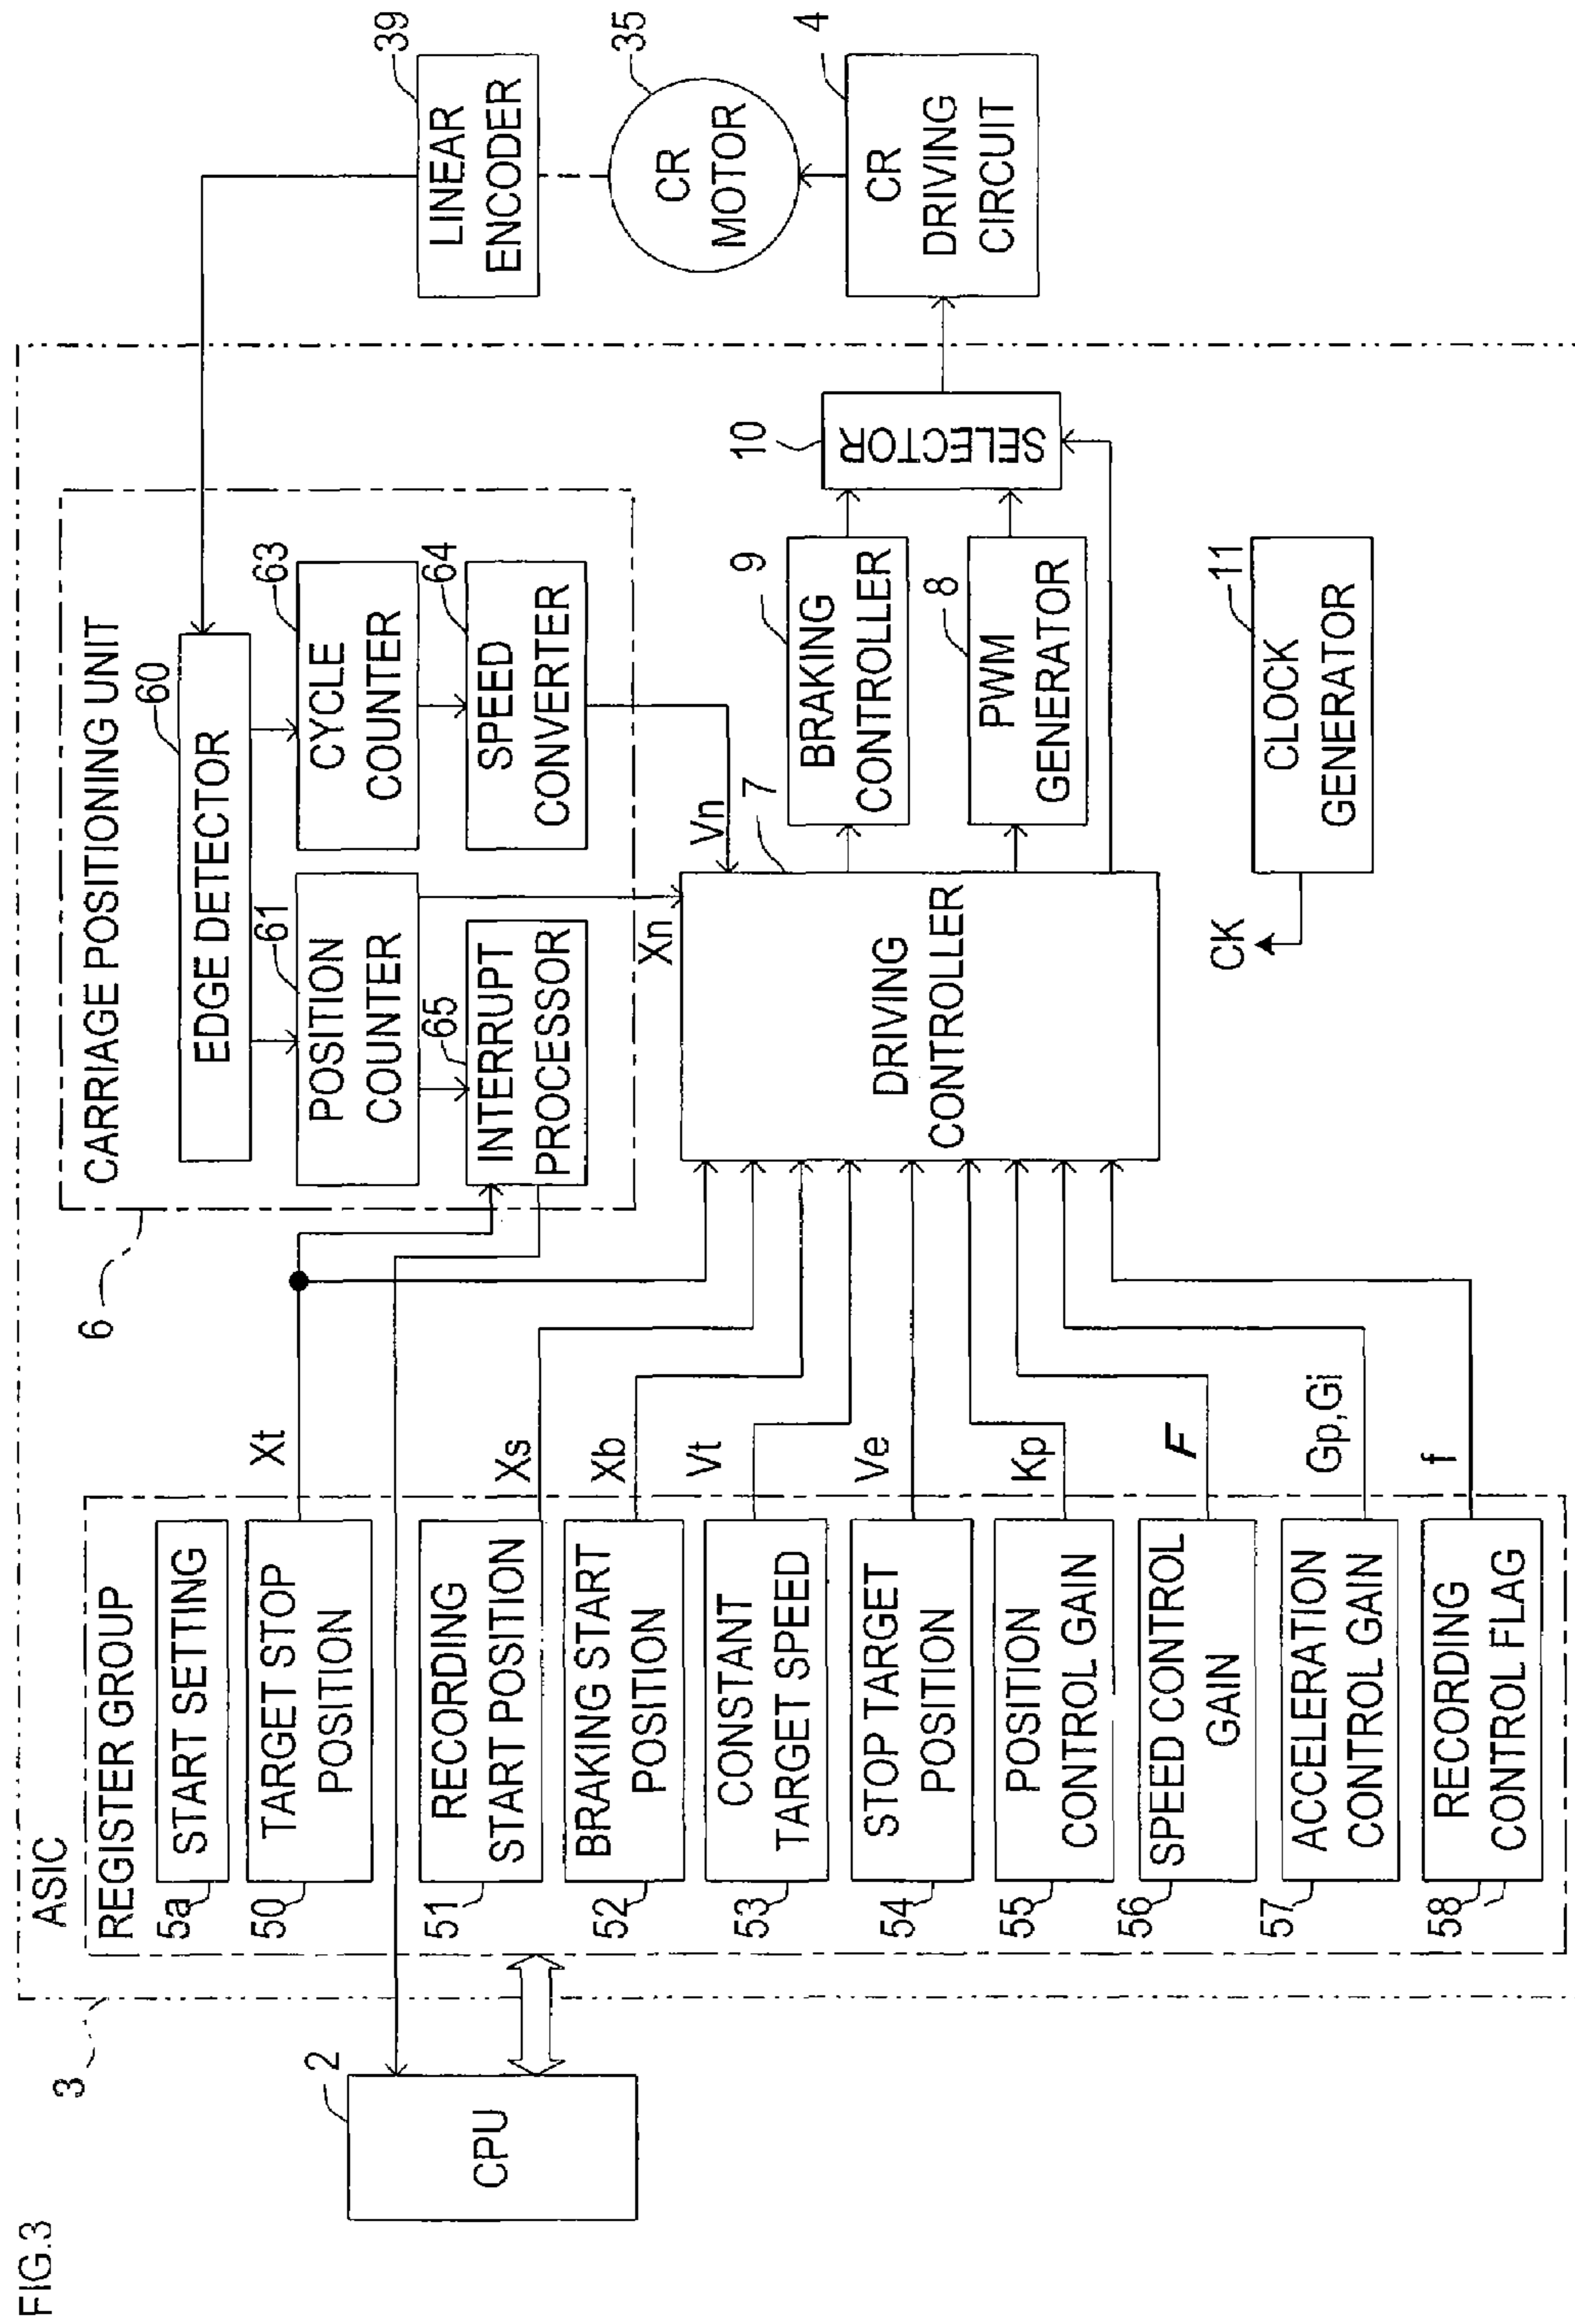 FIG.3
3
ASIC
2
CPU
REGISTER GROUP
5a
START SETTING
50
TARGET STOP
POSITION
51
RECORDING
START POSITION
52
BRAKING START
POSITION
53
CONSTANT
TARGET SPEED
54
STOP TARGET
POSITION
55
POSITION
CONTROL GAIN
56
SPEED CONTROL
GAIN
57
ACCELERATION
CONTROL GAIN
58
RECORDING
CONTROL FLAG
Xt
Xs
Xb
Vt
Ve
Kp
F
Gp,Gi
f
6
CARRIAGE POSITIONING UNIT
60
EDGE DETECTOR
61
POSITION
COUNTER
63
CYCLE
COUNTER
65
INTERRUPT
PROCESSOR
64
SPEED
CONVERTER
Xn
Vn
7
DRIVING
CONTROLLER
9
BRAKING
CONTROLLER
8
PWM
GENERATOR
10
SELECTOR
CK
11
CLOCK
GENERATOR
39
LINEAR
ENCODER
35
CR
MOTOR
4
CR
DRIVING
CIRCUIT